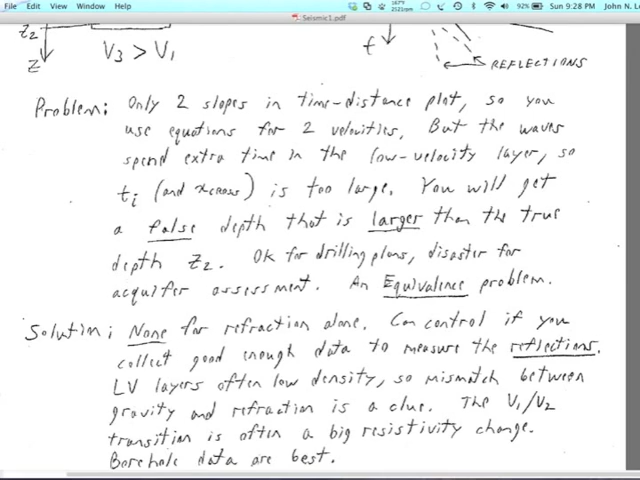 File Edit View Window Help
92% Sun 9:28 PM John N. Lo
Seismic1.pdf
Z2
Z
V3 > V1
t
REFLECTIONS
Problem: Only 2 slopes in time-distance plot, so you
use equations for 2 velocities, But the waves
spend extra time in the low-velocity layer, so
ti (and xcross) is too large. You will get
a false depth that is larger than the true
depth Z2. OK for drilling plans, disaster for
acquifer assessment. An Equivalence problem.
Solution: None for refraction alone. Can control if you
collect good enough data to measure the reflections.
LV layers often low density, so mismatch between
gravity and refraction is a clue. The V1/V2
transition is often a big resistivity change.
Borehole data are best.